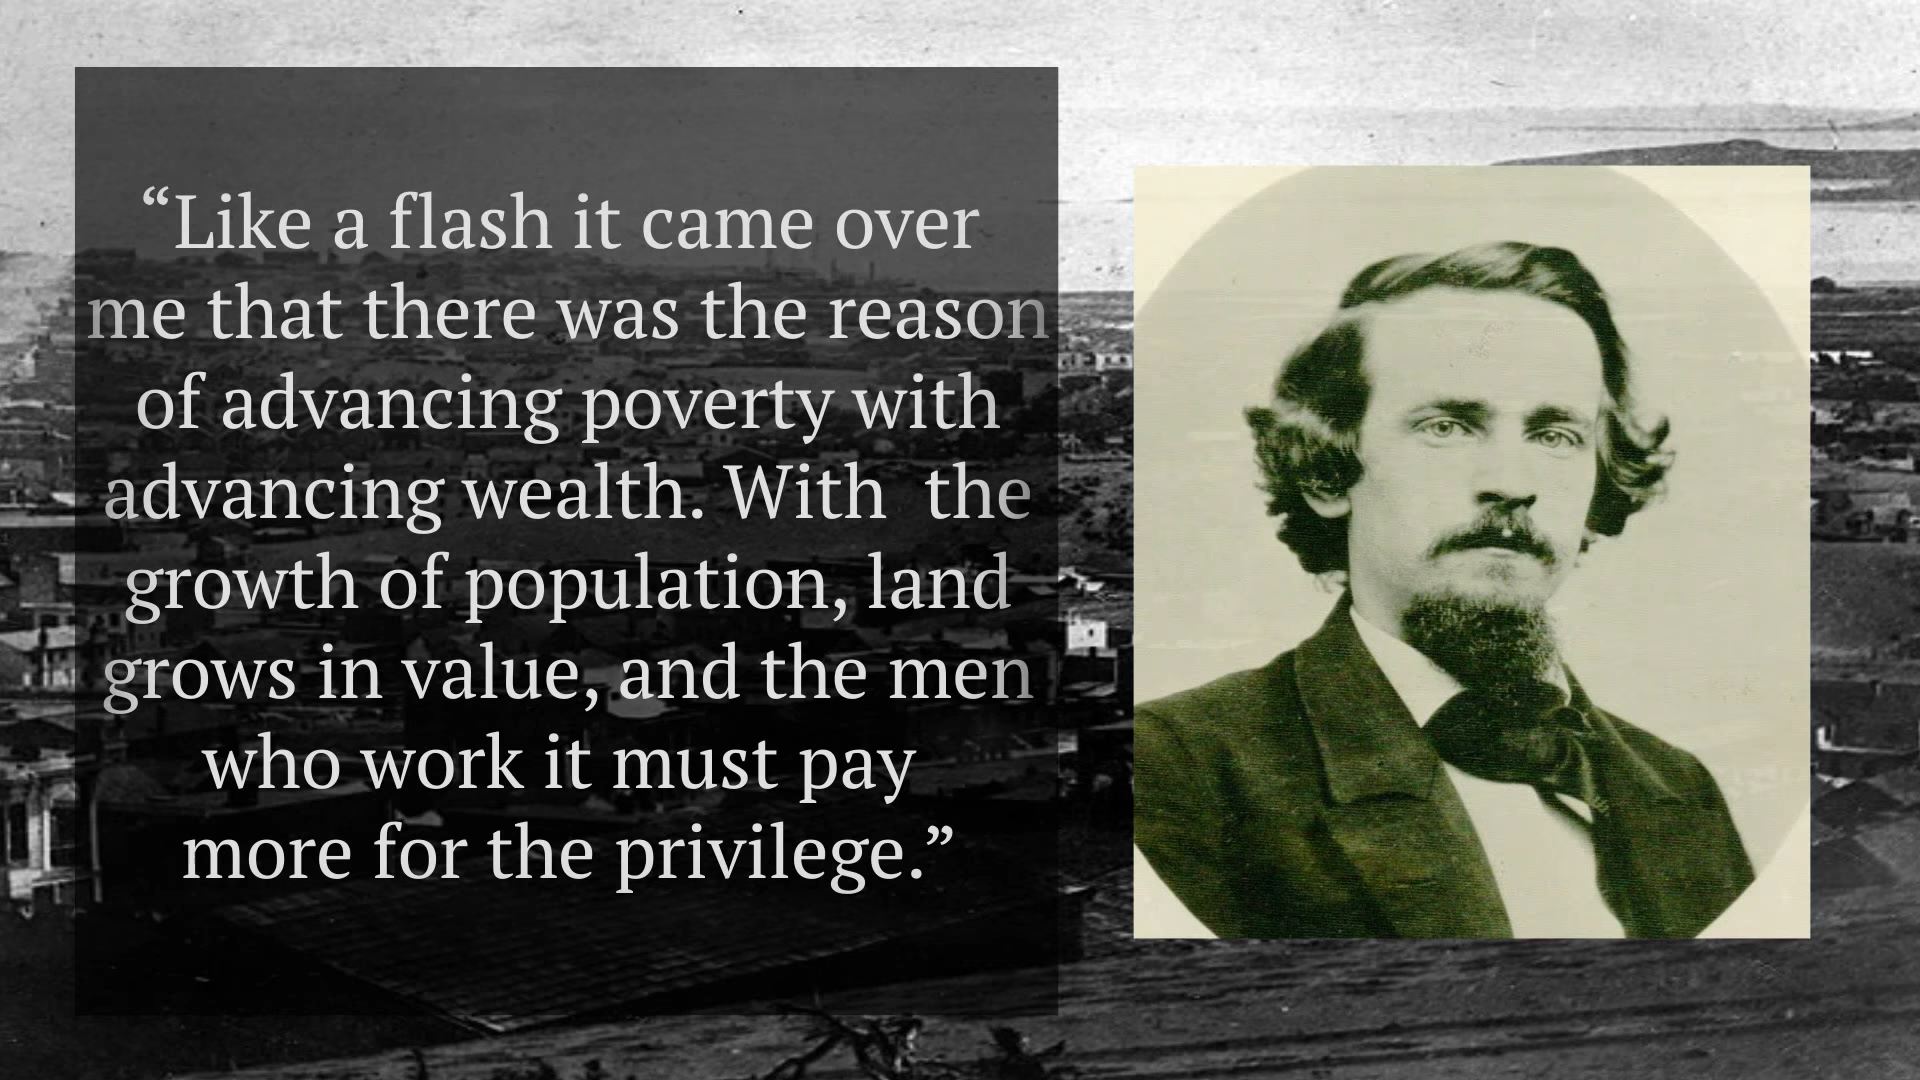 “Like a flash it came over
me that there was the reason
of advancing poverty with
advancing wealth. With  the
growth of population, land
grows in value, and the men
who work it must pay
more for the privilege.”